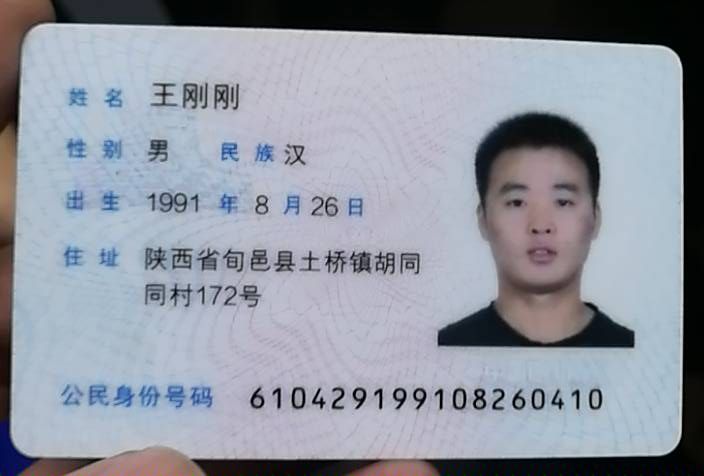 姓名 王刚刚
性别 男 民族 汉
出生 1991 年 8 月 26 日
住址 陕西省旬邑县土桥镇胡同
同村172号
公民身份号码 610429199108260410